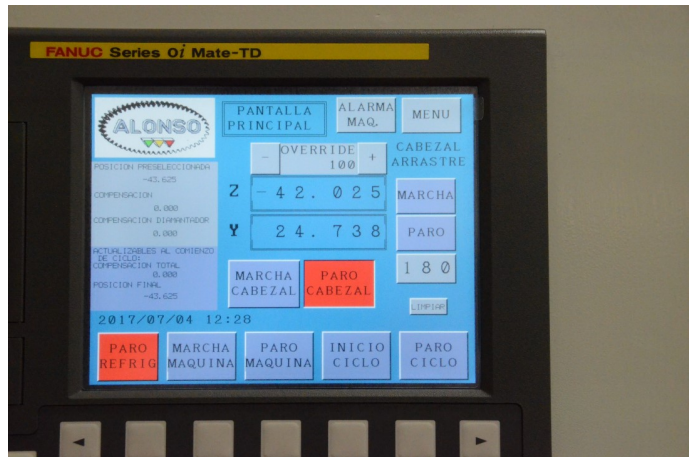 FANUC Series 0i Mate-TD
ALONSO
PANTALLA
PRINCIPAL
ALARMA
MAQ.
MENU
- OVERRIDE +
100
CABEZAL
ARRASTRE
POSICION PRESELECCIONADA
-43.625
COMPENSACION
0.000
COMPENSACION DIAMANTADOR
0.000
Z -42.025
Y 24.738
MARCHA
PARO
180
ACTUALIZABLES AL COMIENZO
DE CICLO:
COMPENSACION TOTAL
0.000
POSICION FINAL
-43.625
MARCHA
CABEZAL
PARO
CABEZAL
LIMPIAR
2017/07/04 12:28
PARO
REFRIG
MARCHA
MAQUINA
PARO
MAQUINA
INICIO
CICLO
PARO
CICLO